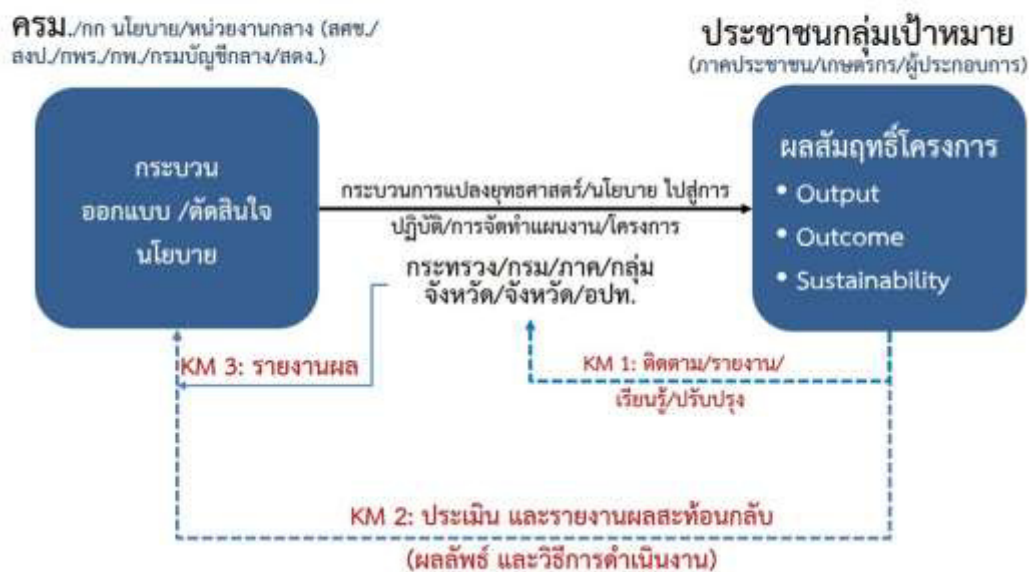 ครม./กก นโยบาย/หน่วยงานกลาง (สศช./
สงป./กพร./กพ./กรมบัญชีกลาง/สตง.)
ประชาชนกลุ่มเป้าหมาย
(ภาคประชาชน/เกษตรกร/ผู้ประกอบการ)
กระบวน
ออกแบบ /ตัดสินใจ
นโยบาย
กระบวนการแปลงยุทธศาสตร์/นโยบาย ไปสู่การ
ปฏิบัติ/การจัดทำแผนงาน/โครงการ
กระทรวง/กรม/ภาค/กลุ่ม
จังหวัด/จังหวัด/อปท.
ผลสัมฤทธิ์โครงการ
• Output
• Outcome
• Sustainability
KM 3: รายงานผล
KM 1: ติดตาม/รายงาน/
เรียนรู้/ปรับปรุง
KM 2: ประเมิน และรายงานผลสะท้อนกลับ
(ผลลัพธ์ และวิธีการดำเนินงาน)